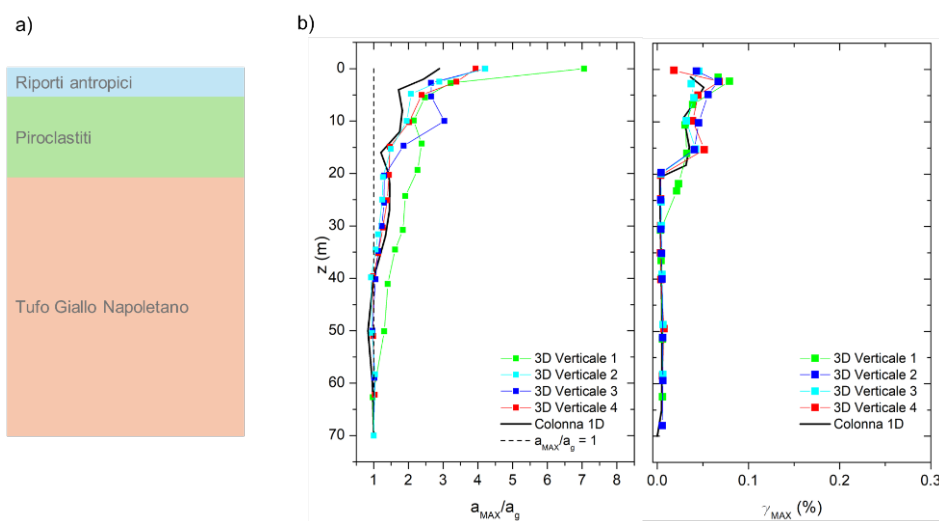 a)
Riporti antropici
Piroclastiti
Tufo Giallo Napoletano
b)
0
10
20
30
40
50
60
70
z (m)
3D Verticale 1
3D Verticale 2
3D Verticale 3
3D Verticale 4
Colonna 1D
a_MAX/a_g = 1
1 2 3 4 5 6 7 8
a_MAX/a_g
3D Verticale 1
3D Verticale 2
3D Verticale 3
3D Verticale 4
Colonna 1D
0.0 0.1 0.2 0.3
γ_MAX (%)